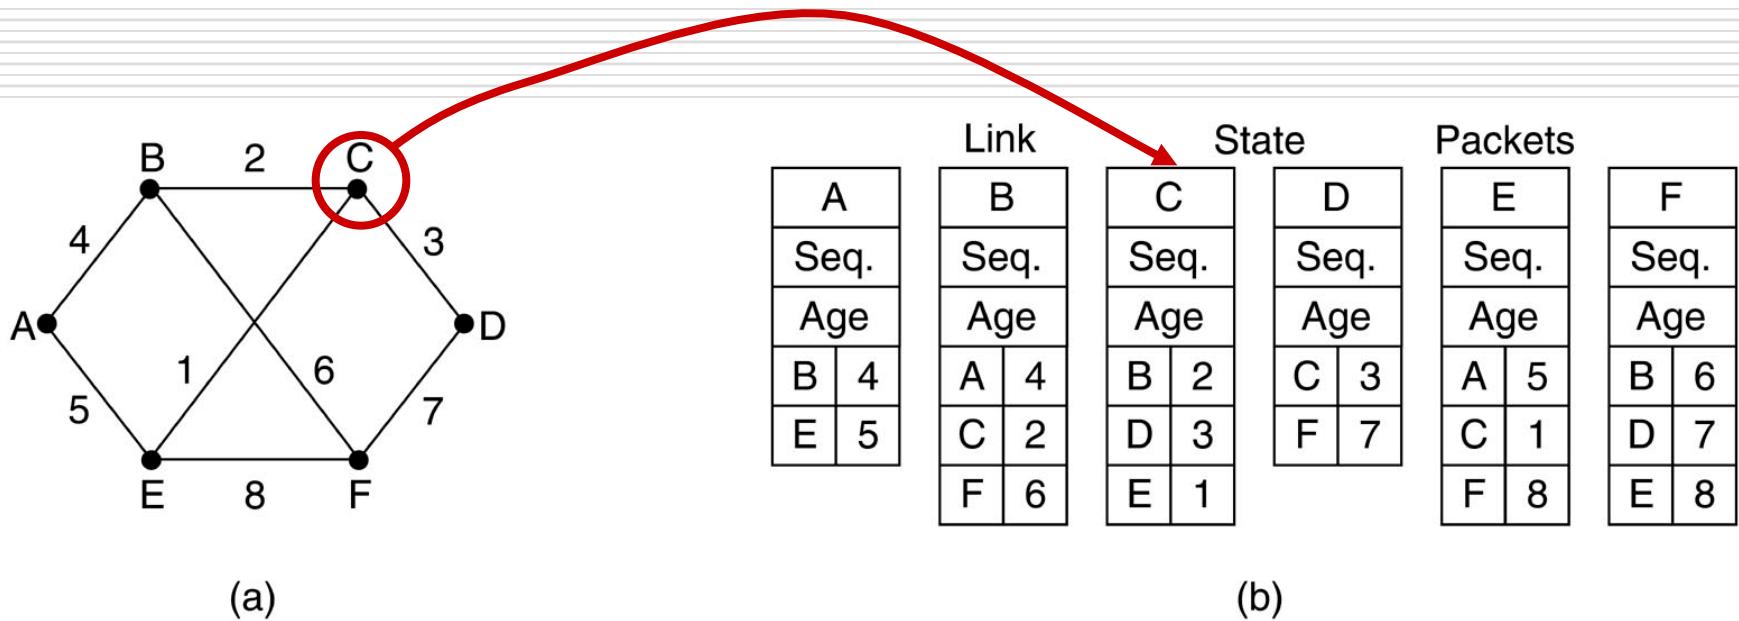 B 2 C
4 3
A D
1 6
5 7
E 8 F
(a)
Link State Packets
A B C D E F
Seq. Seq. Seq. Seq. Seq. Seq.
Age Age Age Age Age Age
B 4 A 4 B 2 C 3 A 5 B 6
E 5 C 2 D 3 F 7 C 1 D 7
F 6 E 1 F 8 E 8
(b)